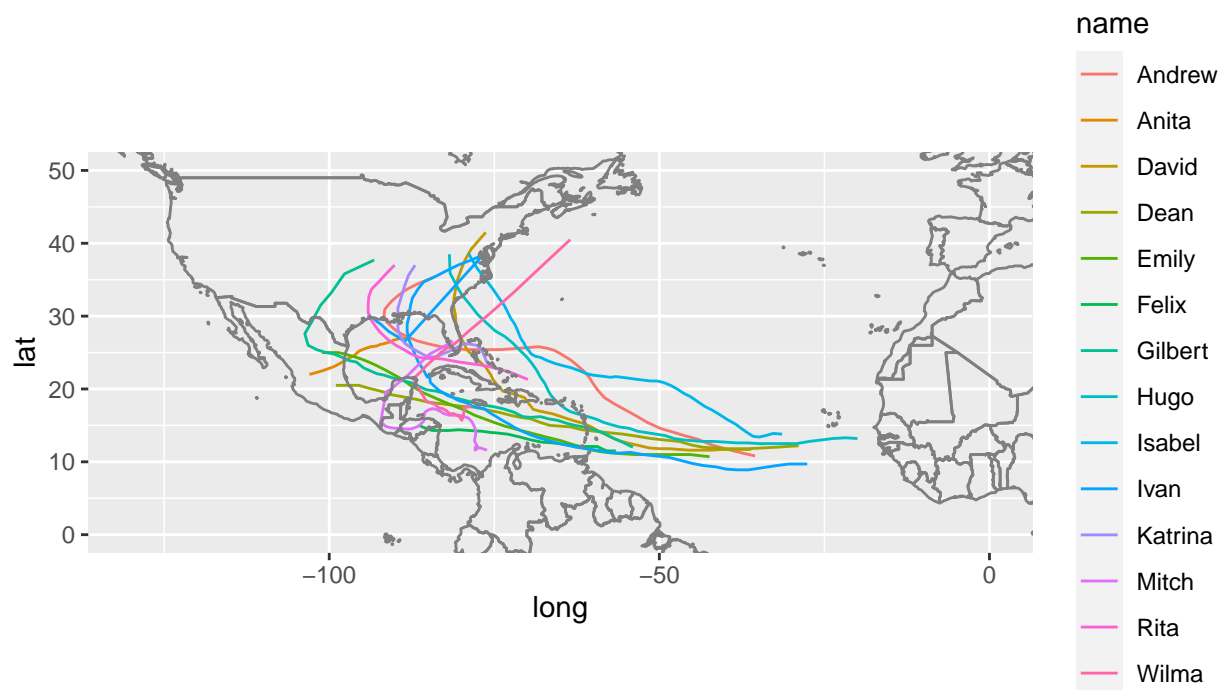 name
Andrew
Anita
David
Dean
Emily
Felix
Gilbert
Hugo
Isabel
Ivan
Katrina
Mitch
Rita
Wilma
lat
50
40
30
20
10
0
−100
−50
0
long